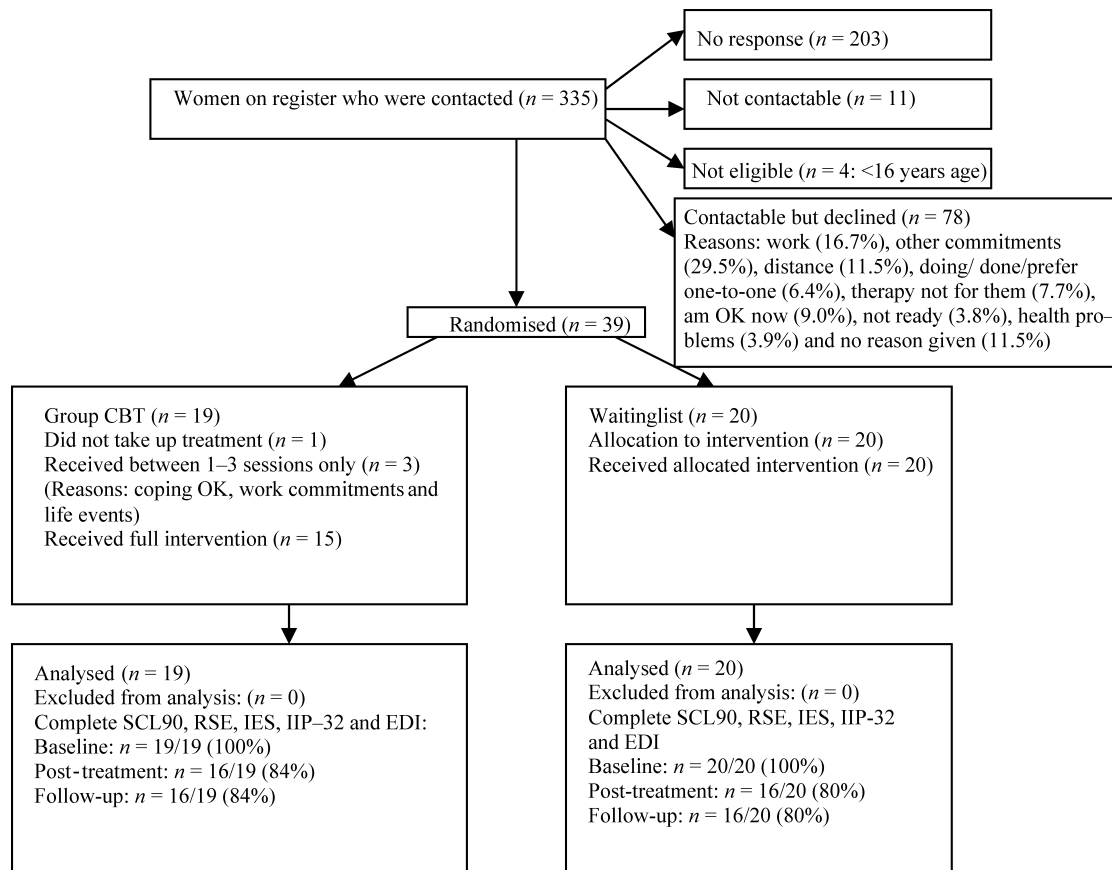 No response (n = 203)
Women on register who were contacted (n = 335)
Not contactable (n = 11)
Not eligible (n = 4: <16 years age)
Contactable but declined (n = 78)
Reasons: work (16.7%), other commitments
(29.5%), distance (11.5%), doing/ done/prefer
one-to-one (6.4%), therapy not for them (7.7%),
am OK now (9.0%), not ready (3.8%), health pro–
blems (3.9%) and no reason given (11.5%)
Randomised (n = 39)
Group CBT (n = 19)
Did not take up treatment (n = 1)
Received between 1–3 sessions only (n = 3)
(Reasons: coping OK, work commitments and
life events)
Received full intervention (n = 15)
Waitinglist (n = 20)
Allocation to intervention (n = 20)
Received allocated intervention (n = 20)
Analysed (n = 19)
Excluded from analysis: (n = 0)
Complete SCL90, RSE, IES, IIP–32 and EDI:
Baseline: n = 19/19 (100%)
Post-treatment: n = 16/19 (84%)
Follow-up: n = 16/19 (84%)
Analysed (n = 20)
Excluded from analysis: (n = 0)
Complete SCL90, RSE, IES, IIP-32
and EDI
Baseline: n = 20/20 (100%)
Post-treatment: n = 16/20 (80%)
Follow-up: n = 16/20 (80%)